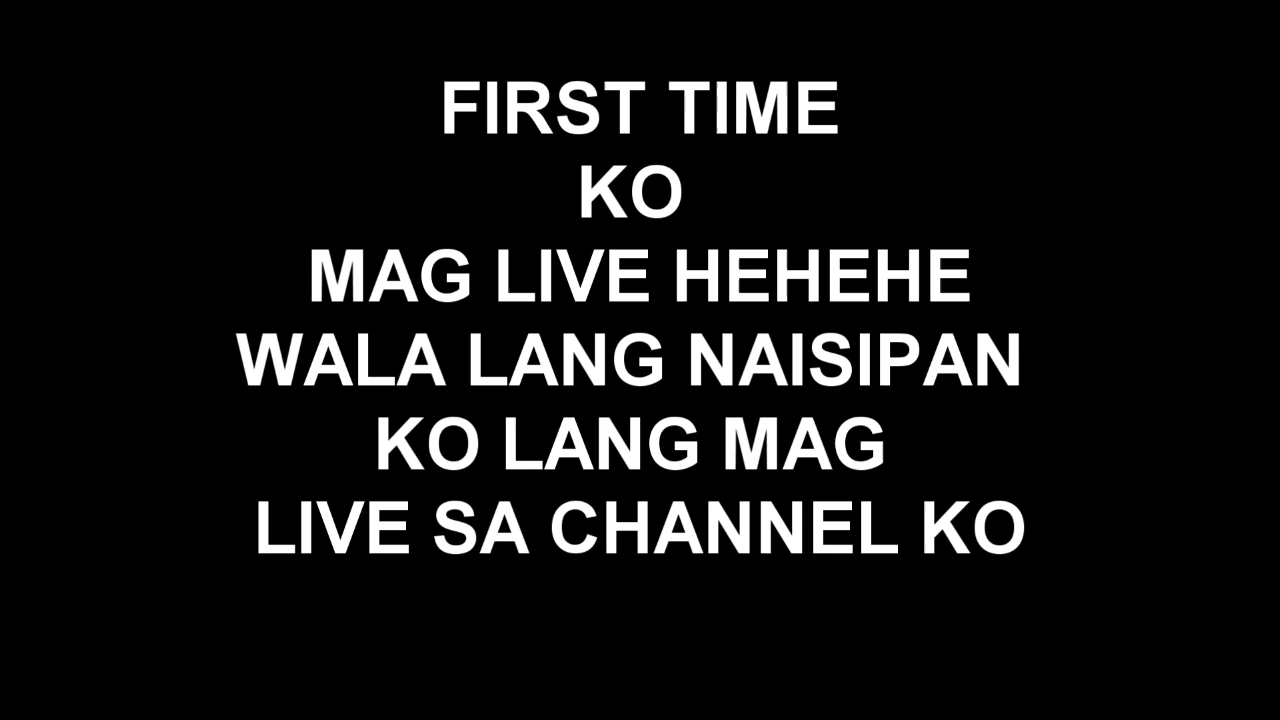 FIRST TIME
KO
MAG LIVE HEHEHE
WALA LANG NAISIPAN
KO LANG MAG
LIVE SA CHANNEL KO